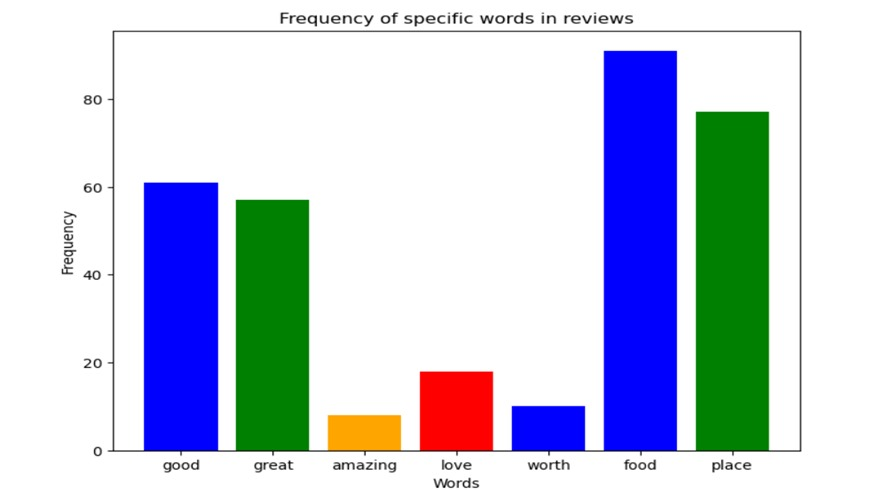 Frequency of specific words in reviews
Frequency
80
60
40
20
0
good great amazing love worth food place
Words